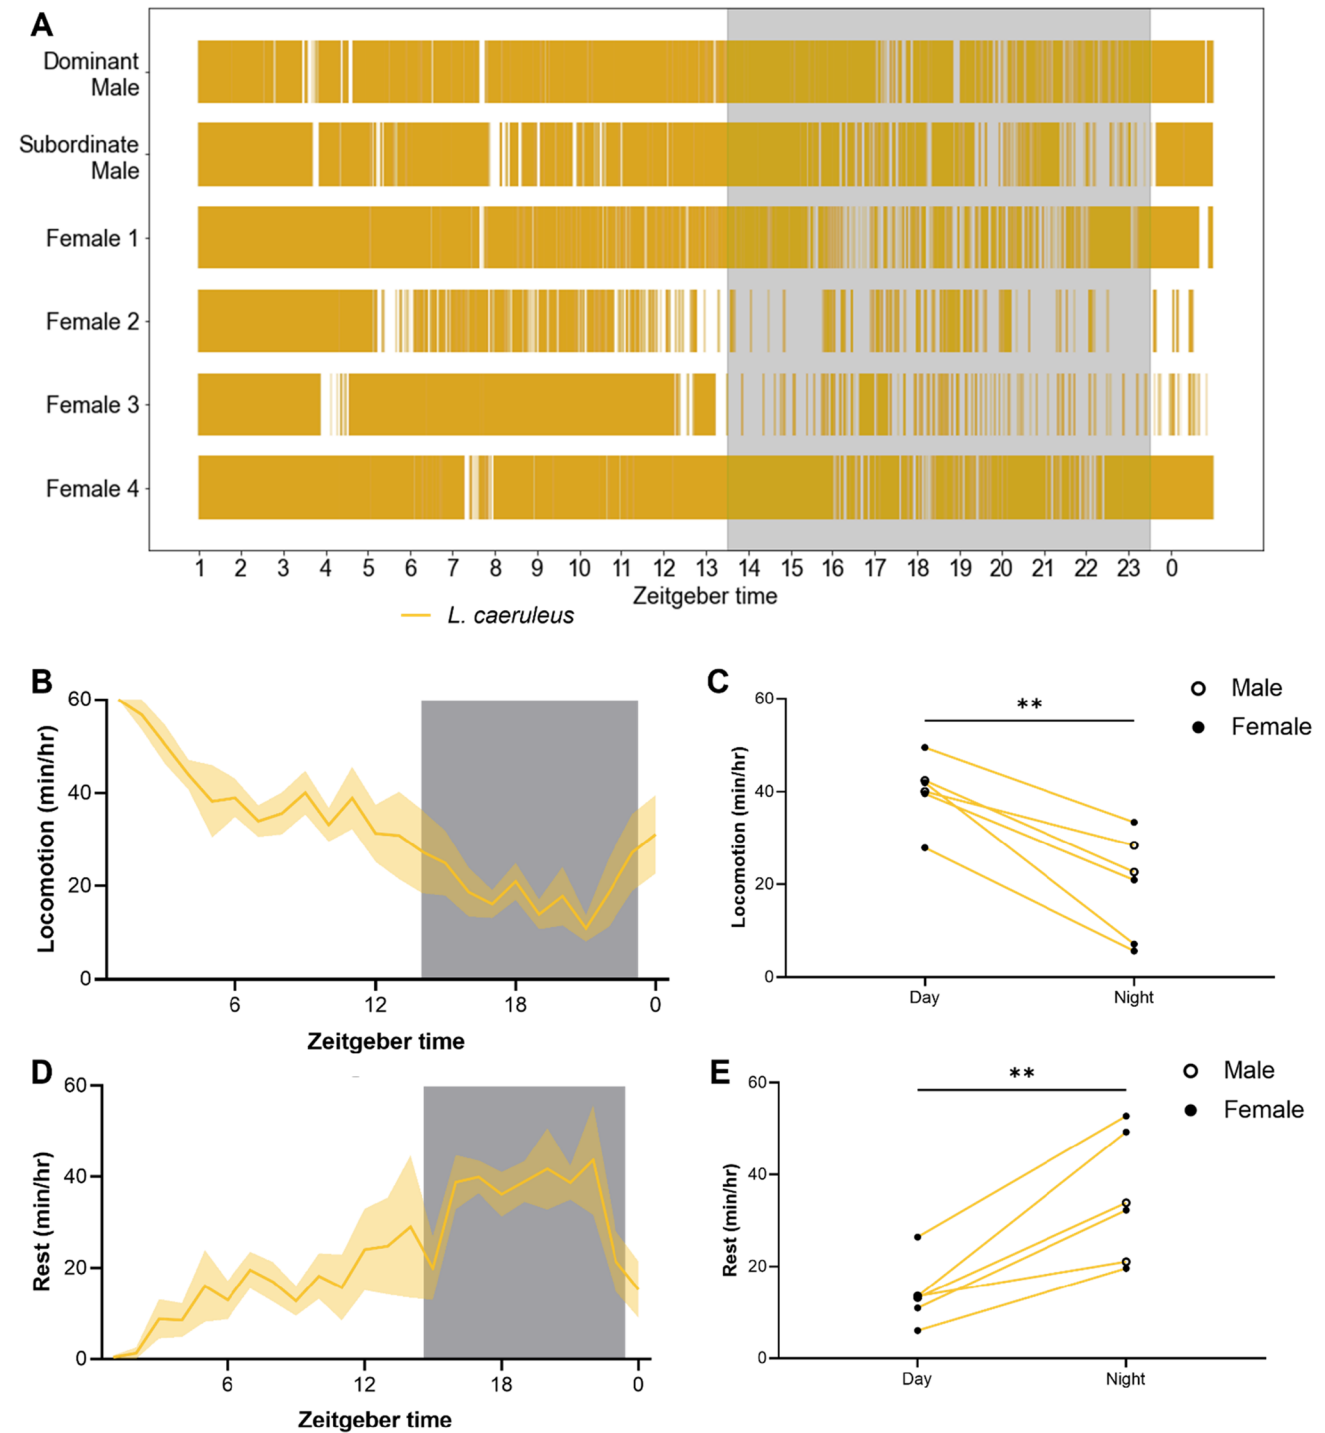 A
Dominant
Male
Subordinate
Male
Female 1
Female 2
Female 3
Female 4
1 2 3 4 5 6 7 8 9 10 11 12 13 14 15 16 17 18 19 20 21 22 23 0
Zeitgeber time
L. caeruleus
B
60
40
20
0
Locomotion (min/hr)
6 12 18 0
Zeitgeber time
C
60
40
20
0
Locomotion (min/hr)
**
Day Night
Male
Female
D
60
40
20
0
Rest (min/hr)
6 12 18 0
Zeitgeber time
E
60
40
20
0
Rest (min/hr)
**
Day Night
Male
Female